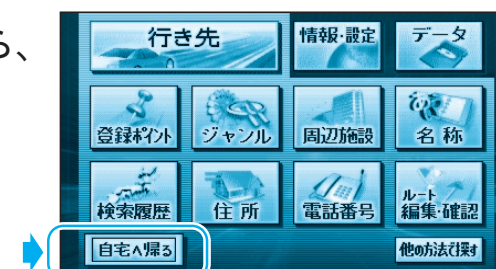 ら、
行き先 情報・設定 データ
登録ポイント ジャンル 周辺施設 名称
検索履歴 住所 電話番号 ルート
編集・確認
自宅へ帰る 他の方法で探す